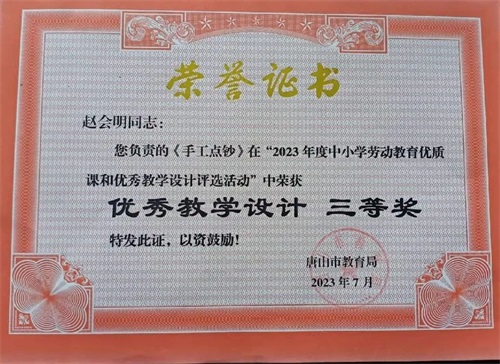 荣誉证书
赵会明同志：
您负责的《手工点钞》在“2023年度中小学劳动教育优质
课和优秀教学设计评选活动”中荣获
优秀教学设计 三等奖
特发此证，以资鼓励！
唐山市教育局
2023年7月